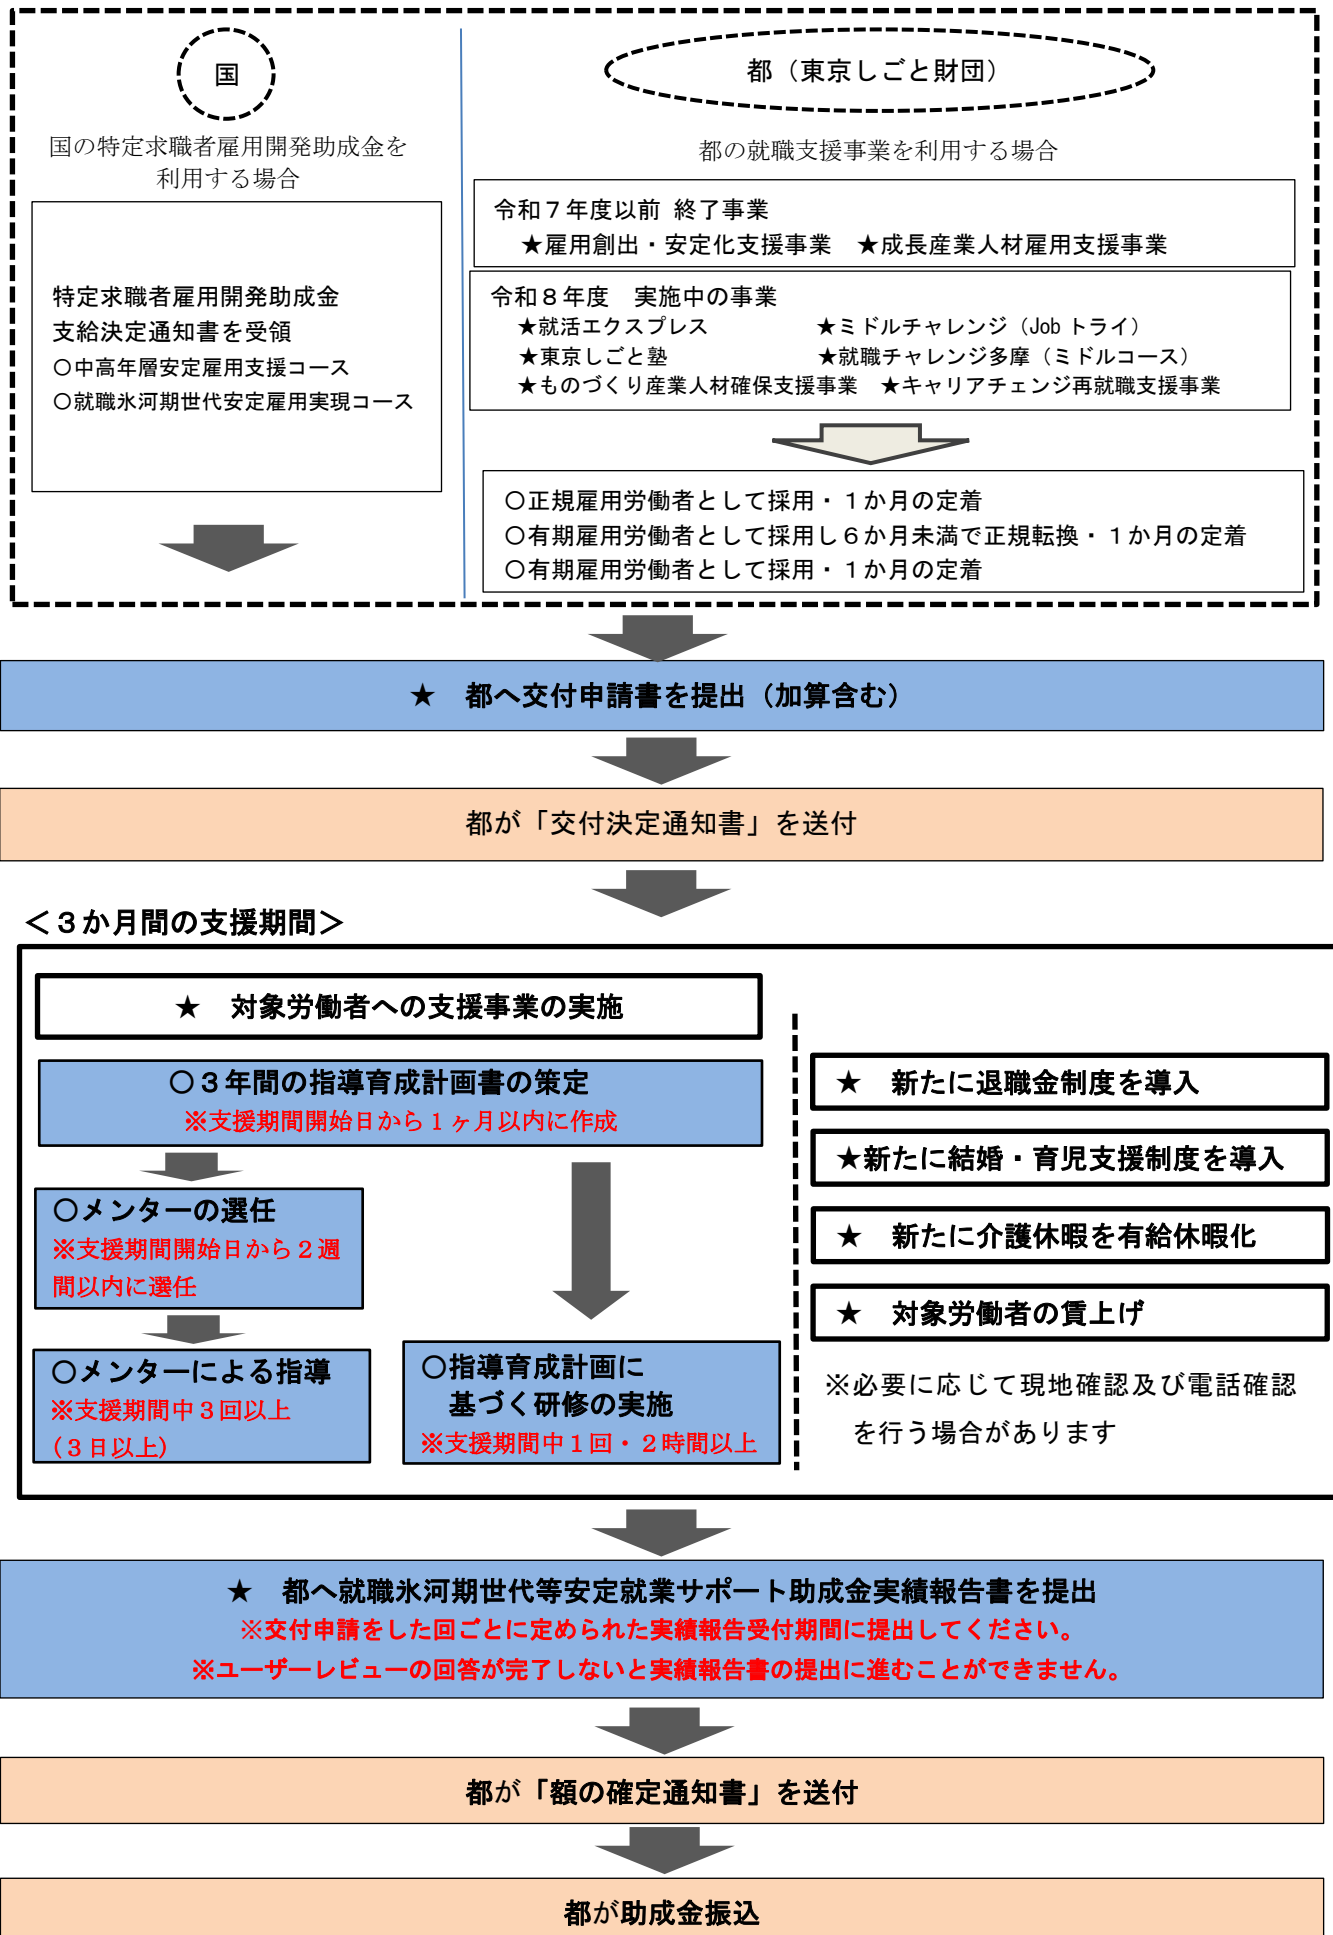 国
国の特定求職者雇用開発助成金を
利用する場合
特定求職者雇用開発助成金
支給決定通知書を受領
○中高年層安定雇用支援コース
○就職氷河期世代安定雇用実現コース
都（東京しごと財団）
都の就職支援事業を利用する場合
令和７年度以前 終了事業
★雇用創出・安定化支援事業　★成長産業人材雇用支援事業
令和８年度　実施中の事業
★就活エクスプレス　★ミドルチャレンジ（Job トライ）
★東京しごと塾　★就職チャレンジ多摩（ミドルコース）
★ものづくり産業人材確保支援事業　★キャリアチェンジ再就職支援事業
○正規雇用労働者として採用・１か月の定着
○有期雇用労働者として採用し６か月未満で正規転換・１か月の定着
○有期雇用労働者として採用・１か月の定着
★　都へ交付申請書を提出（加算含む）
都が「交付決定通知書」を送付
＜３か月間の支援期間＞
★　対象労働者への支援事業の実施
○３年間の指導育成計画書の策定
※支援期間開始日から１ヶ月以内に作成
○メンターの選任
※支援期間開始日から２週
間以内に選任
○メンターによる指導
※支援期間中３回以上
（３日以上）
○指導育成計画に
基づく研修の実施
※支援期間中１回・２時間以上
★　新たに退職金制度を導入
★新たに結婚・育児支援制度を導入
★　新たに介護休暇を有給休暇化
★　対象労働者の賃上げ
※必要に応じて現地確認及び電話確認
を行う場合があります
★　都へ就職氷河期世代等安定就業サポート助成金実績報告書を提出
※交付申請をした回ごとに定められた実績報告受付期間に提出してください。
※ユーザーレビューの回答が完了しないと実績報告書の提出に進むことができません。
都が「額の確定通知書」を送付
都が助成金振込